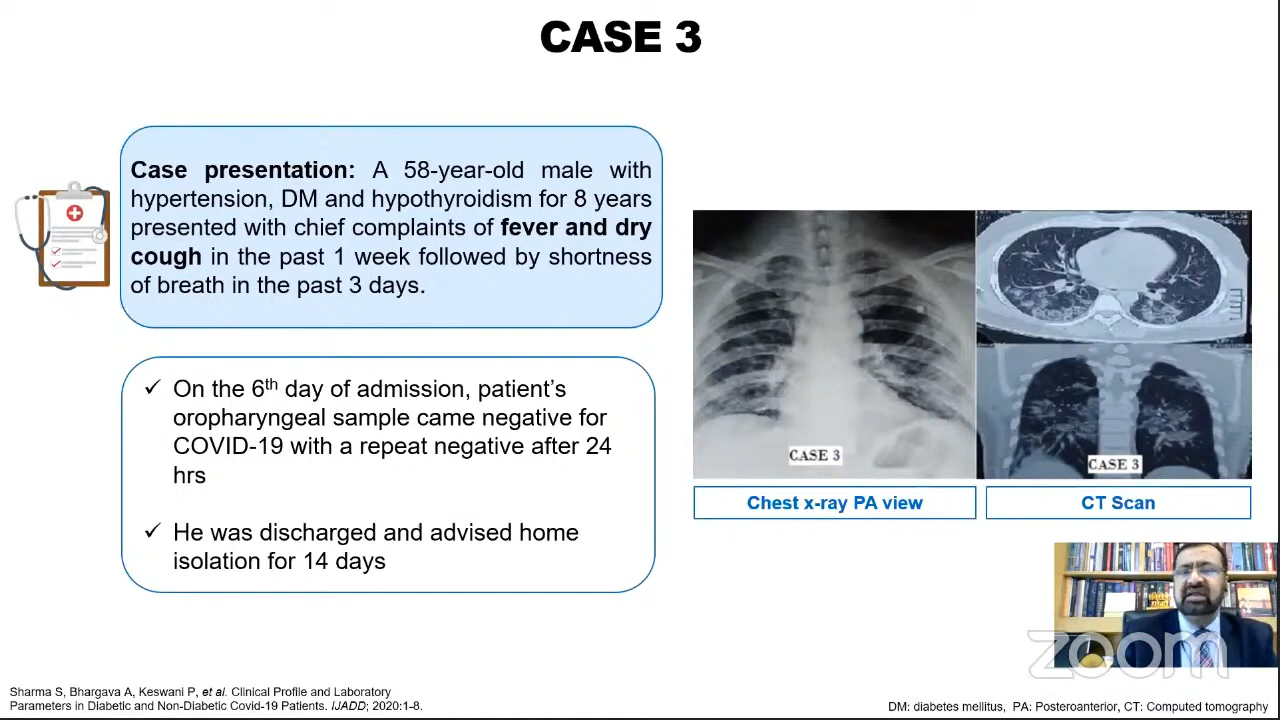 CASE 3
Case presentation: A 58-year-old male with
hypertension, DM and hypothyroidism for 8 years
presented with chief complaints of fever and dry
cough in the past 1 week followed by shortness
of breath in the past 3 days.
✓ On the 6th day of admission, patient’s
oropharyngeal sample came negative for
COVID-19 with a repeat negative after 24
hrs
✓ He was discharged and advised home
isolation for 14 days
CASE 3
CASE 3
Chest x-ray PA view
CT Scan
zoom
Sharma S, Bhargava A, Keswani P, et al. Clinical Profile and Laboratory
Parameters in Diabetic and Non-Diabetic Covid-19 Patients. IJADD; 2020:1-8.
DM: diabetes mellitus, PA: Posteroanterior, CT: Computed tomography